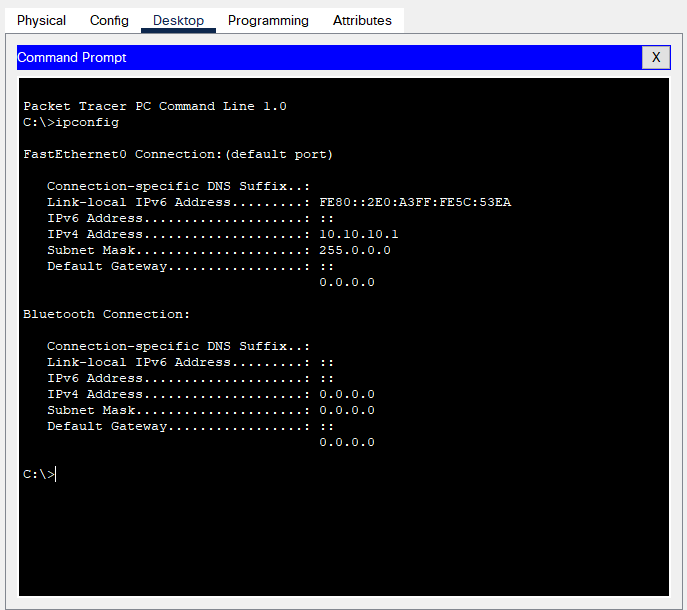 Physical Config Desktop Programming Attributes
Command Prompt X
Packet Tracer PC Command Line 1.0
C:\>ipconfig
FastEthernet0 Connection:(default port)
Connection-specific DNS Suffix..:
Link-local IPv6 Address.........: FE80::2E0:A3FF:FE5C:53EA
IPv6 Address....................: ::
IPv4 Address....................: 10.10.10.1
Subnet Mask.....................: 255.0.0.0
Default Gateway.................: ::
0.0.0.0
Bluetooth Connection:
Connection-specific DNS Suffix..:
Link-local IPv6 Address.........: ::
IPv6 Address....................: ::
IPv4 Address....................: 0.0.0.0
Subnet Mask.....................: 0.0.0.0
Default Gateway.................: ::
0.0.0.0
C:\>